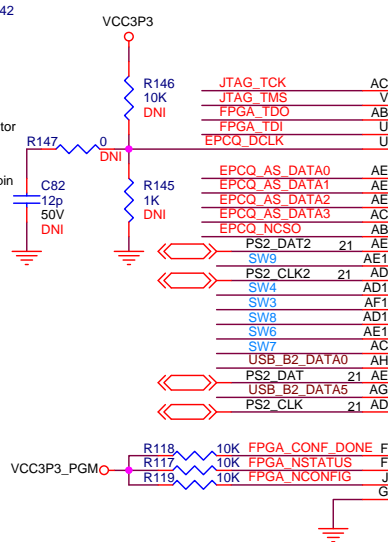 42
VCC3P3
R146
10K
DNI
tor
R147 0
DNI
pin
C82
12p
50V
DNI
R145
1K
DNI
JTAG_TCK AC
JTAG_TMS V
FPGA_TDO AB
FPGA_TDI U
EPCQ_DCLK U
EPCQ_AS_DATA0 AE
EPCQ_AS_DATA1 AE
EPCQ_AS_DATA2 AE
EPCQ_AS_DATA3 AC
EPCQ_NCSO AB
PS2_DAT2 21 AE
SW9 AE1
PS2_CLK2 21 AD
SW4 AD1
SW3 AF1
SW8 AD1
SW6 AE1
SW7 AC
USB_B2_DATA0 AH
PS2_DAT 21 AE
USB_B2_DATA5 AG
PS2_CLK 21 AD
VCC3P3_PGM
R118 10K FPGA_CONF_DONE F
R117 10K FPGA_NSTATUS F
R119 10K FPGA_NCONFIG J
G